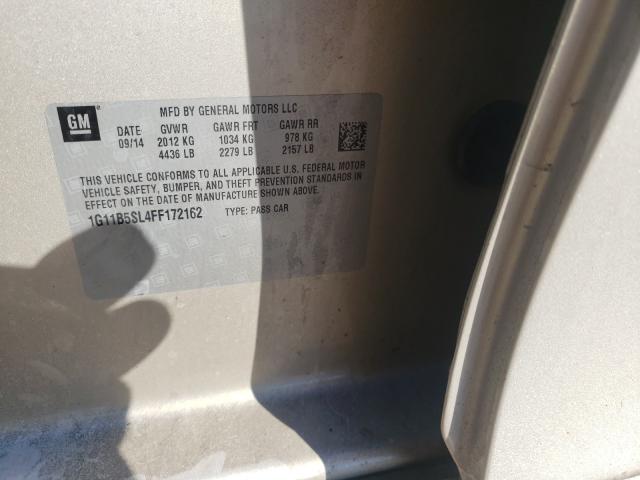 GM
MFD BY GENERAL MOTORS LLC
DATE GVWR GAWR FRT GAWR RR
09/14 2012 KG 1034 KG 978 KG
4436 LB 2279 LB 2157 LB
THIS VEHICLE CONFORMS TO ALL APPLICABLE U.S. FEDERAL MOTOR
VEHICLE SAFETY, BUMPER, AND THEFT PREVENTION STANDARDS IN
EFFECT ON THE DATE OF MANUFACTURE SHOWN ABOVE.
1G11B5SL4FF172162 TYPE: PASS CAR